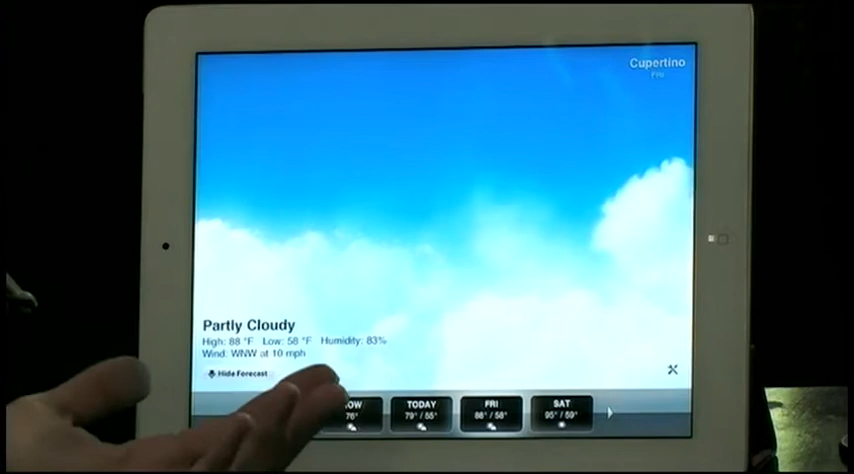 Cupertino
Fri
Partly Cloudy
High: 88 °F Low: 58 °F Humidity: 83%
Wind: WNW at 10 mph
Hide Forecast
76°
TODAY
79° / 55°
FRI
88° / 58°
SAT
95° / 59°